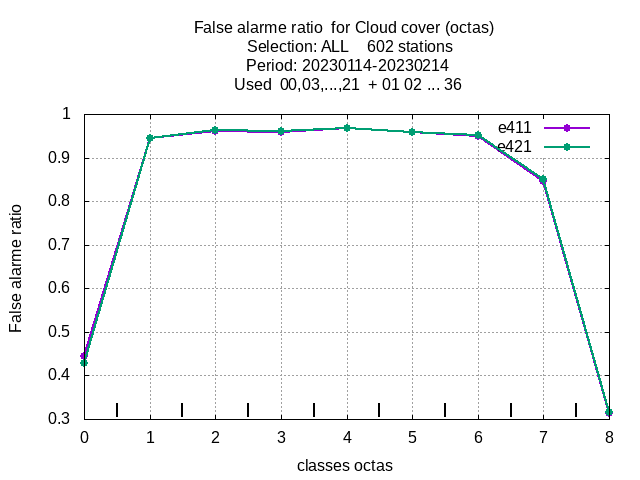 False alarme ratio  for Cloud cover (octas)
Selection: ALL    602 stations
Period: 20230114-20230214
Used  00,03,...,21  + 01 02 ... 36
e411
e421
1
0.9
0.8
0.7
0.6
0.5
0.4
0.3
False alarme ratio
0 1 2 3 4 5 6 7 8
classes octas